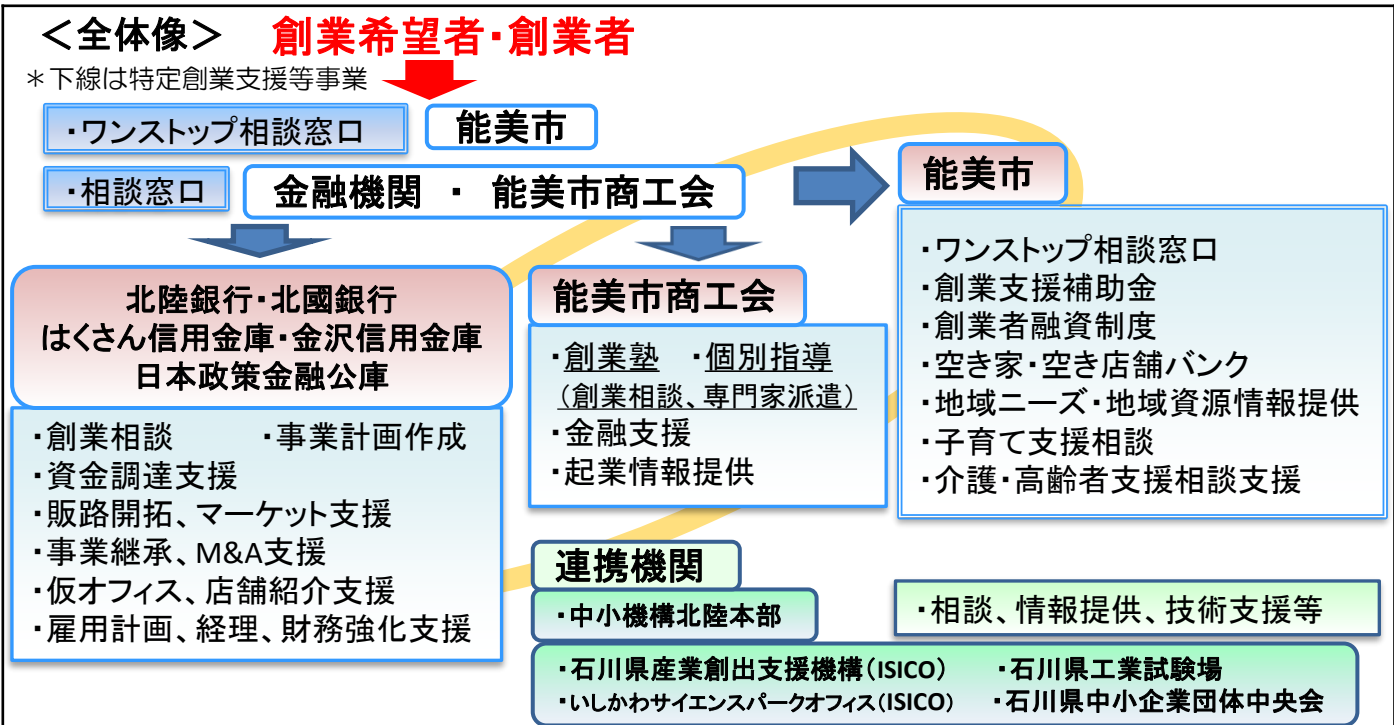 ＜全体像＞ 創業希望者・創業者
＊下線は特定創業支援等事業
・ワンストップ相談窓口 能美市
・相談窓口 金融機関 ・ 能美市商工会
北陸銀行・北國銀行
はくさん信用金庫・金沢信用金庫
日本政策金融公庫
・創業相談 ・事業計画作成
・資金調達支援
・販路開拓、マーケット支援
・事業継承、M&A支援
・仮オフィス、店舗紹介支援
・雇用計画、経理、財務強化支援
能美市商工会
・創業塾 ・個別指導
（創業相談、専門家派遣）
・金融支援
・起業情報提供
能美市
・ワンストップ相談窓口
・創業支援補助金
・創業者融資制度
・空き家・空き店舗バンク
・地域ニーズ・地域資源情報提供
・子育て支援相談
・介護・高齢者支援相談支援
連携機関
・中小機構北陸本部
・相談、情報提供、技術支援等
・石川県産業創出支援機構（ISICO） ・石川県工業試験場
・いしかわサイエンスパークオフィス（ISICO） ・石川県中小企業団体中央会